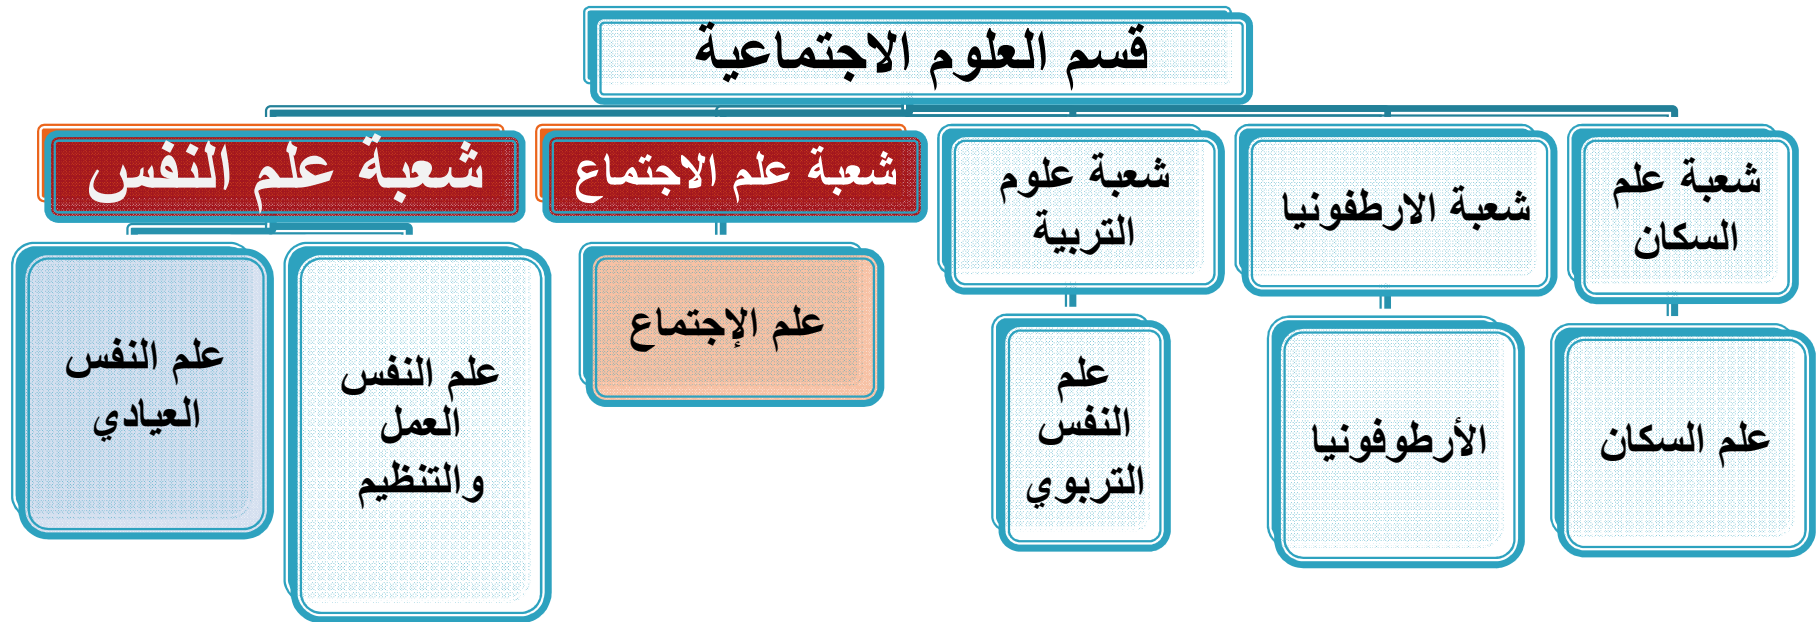 قسم العلوم الاجتماعية
شعبة علم
السكان
شعبة الارطفونيا
شعبة علوم
التربية
شعبة علم الاجتماع
شعبة علم النفس
علم السكان
الأرطوفونيا
علم
النفس
التربوي
علم الإجتماع
علم النفس
العمل
والتنظيم
علم النفس
العيادي